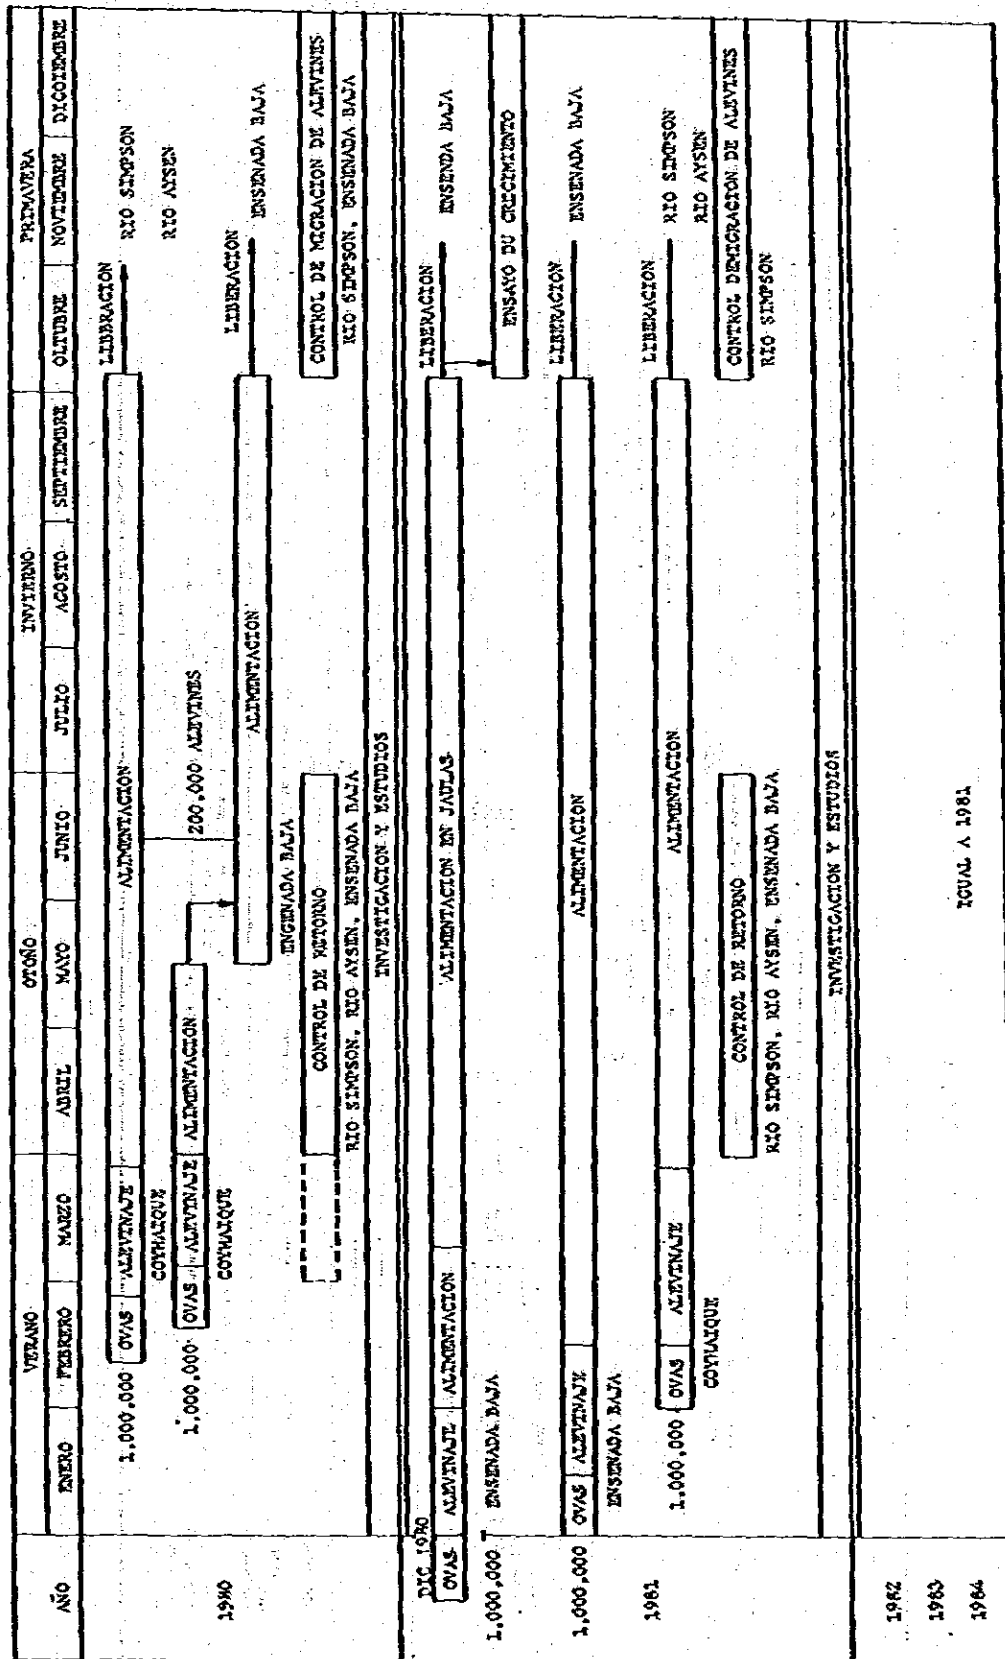 AÑO VERANO OTOÑO INVIERNO PRIMAVERA
ENERO FEBRERO MARZO ABRIL MAYO JUNIO JULIO ACOSTO SEPTIEMBRE OLTUBRE NOVIEMBRE DICIEMBRE
1980
1,000,000 OVAS ALEVINAJE ALIMENTACION LIBERACION
RIO SIMPSON
COYHAIQUE
RIO AYSEN
1,000,000 OVAS ALEVINAJE ALIMENTACION 200,000 ALEVINES
COYHAIQUE
LIBERACION
ALIMENTACION ENSENADA BAJA
ENGENADA BAJA
CONTROL DE RETORNO CONTROL DE MIGRACION DE ALEVINES
RIO SIMPSON, RIO AYSEN, ENSENADA BAJA RIO SIMPSON, ENSENADA BAJA
INVESTIGACION Y ESTUDIOS
DIC 1980
OVAS ALEVINAJE ALIMENTACION ALIMENTACION EN JAULAS LIBERACION ENSENDA BAJA
1,000,000 ENSENADA BAJA
ENSAYO DU CRECIMIENTO
1,000,000 OVAS ALEVINAJE ALIMENTACION LIBERACION ENSENADA BAJA
ENSENADA BAJA
1981
1,000,000 OVAS ALEVINAJE ALIMENTACION LIBERACION RIO SIMPSON
COYHAIQUE
RIO AYSEN
CONTROL DE RETORNO CONTROL DEMIGRACION DE ALEVINES
RIO SIMPSON, RIO AYSEN, ENSENADA BAJA RIO SIMPSON
INVESTIGACION Y ESTUDIOS
1982
1983 IGUAL A 1981
1984